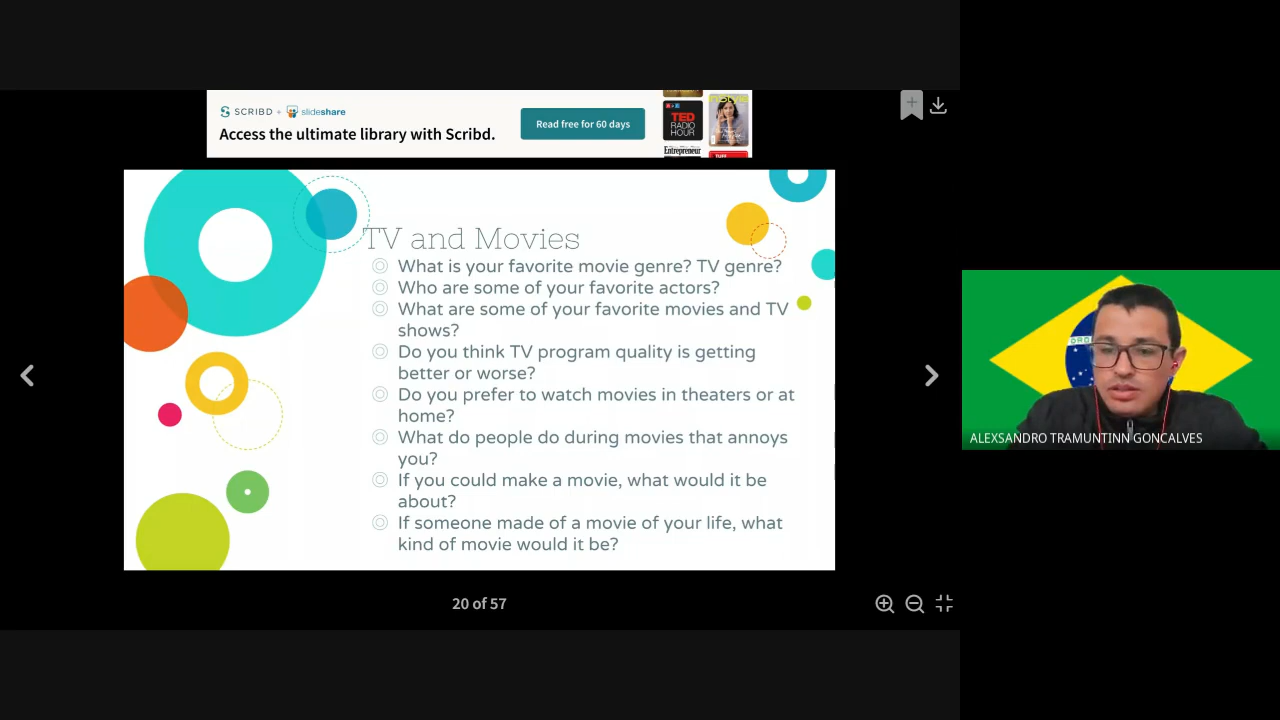 SCRIBD + slideshare
Access the ultimate library with Scribd.
Read free for 60 days
TED
RADIO
HOUR
Entrepreneur
TV and Movies
What is your favorite movie genre? TV genre?
Who are some of your favorite actors?
What are some of your favorite movies and TV
shows?
Do you think TV program quality is getting
better or worse?
Do you prefer to watch movies in theaters or at
home?
What do people do during movies that annoys
you?
If you could make a movie, what would it be
about?
If someone made of a movie of your life, what
kind of movie would it be?
20 of 57
ALEXSANDRO TRAMUNTINN GONCALVES